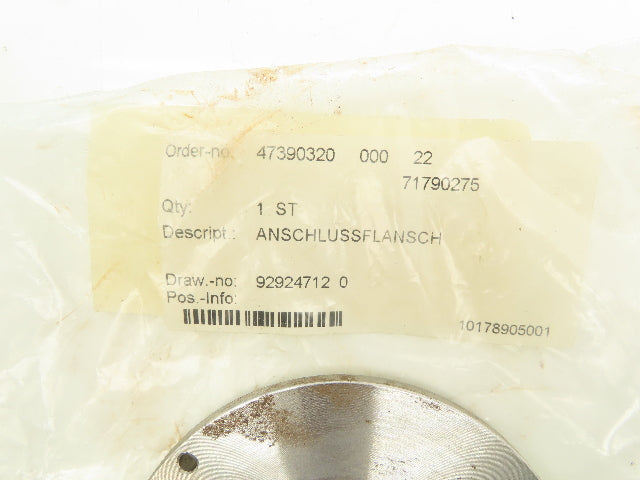 Order-no: 47390320 000 22
71790275
Qty: 1 ST
Descript.: ANSCHLUSSFLANSCH
Draw.-no: 92924712 0
Pos.-Info:
10178905001